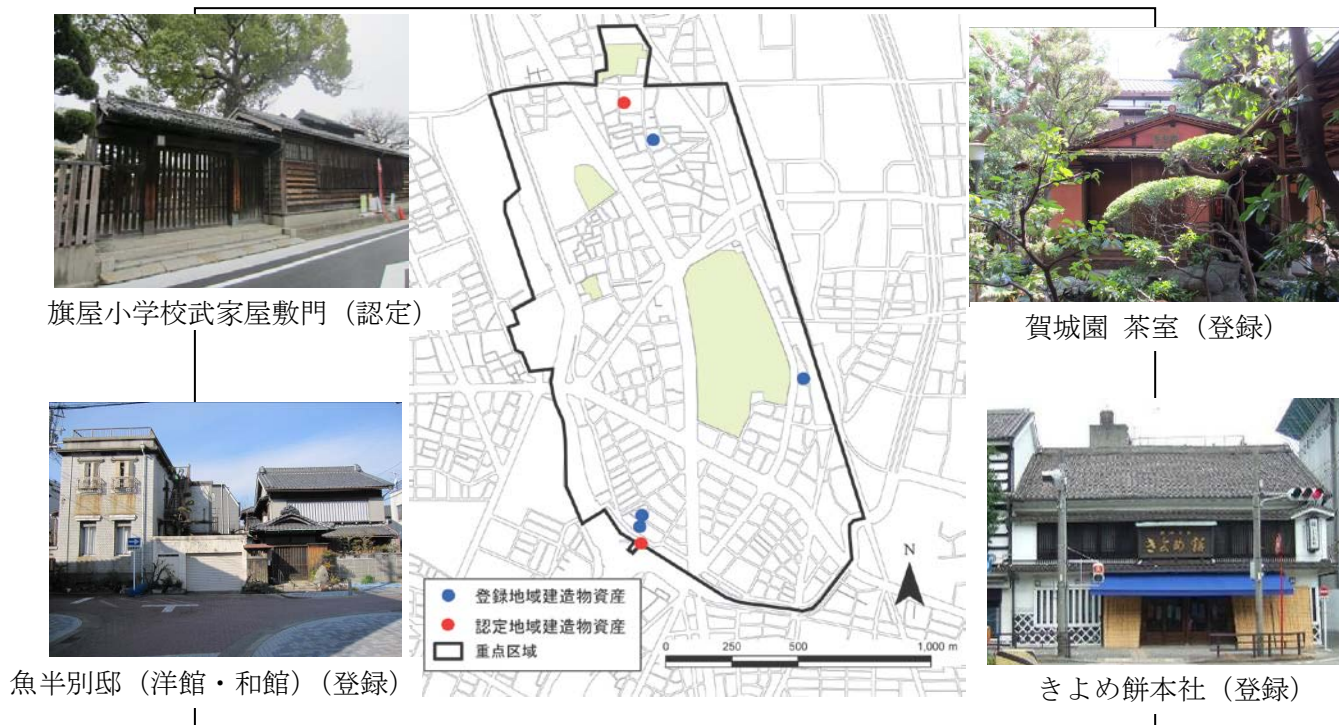 旗屋小学校武家屋敷門（認定）
賀城園 茶室（登録）
魚半別邸（洋館・和館）（登録）
きよめ餅
きよめ餅本社（登録）
N
登録地域建造物資産
認定地域建造物資産
重点区域
0 250 500 1,000 m